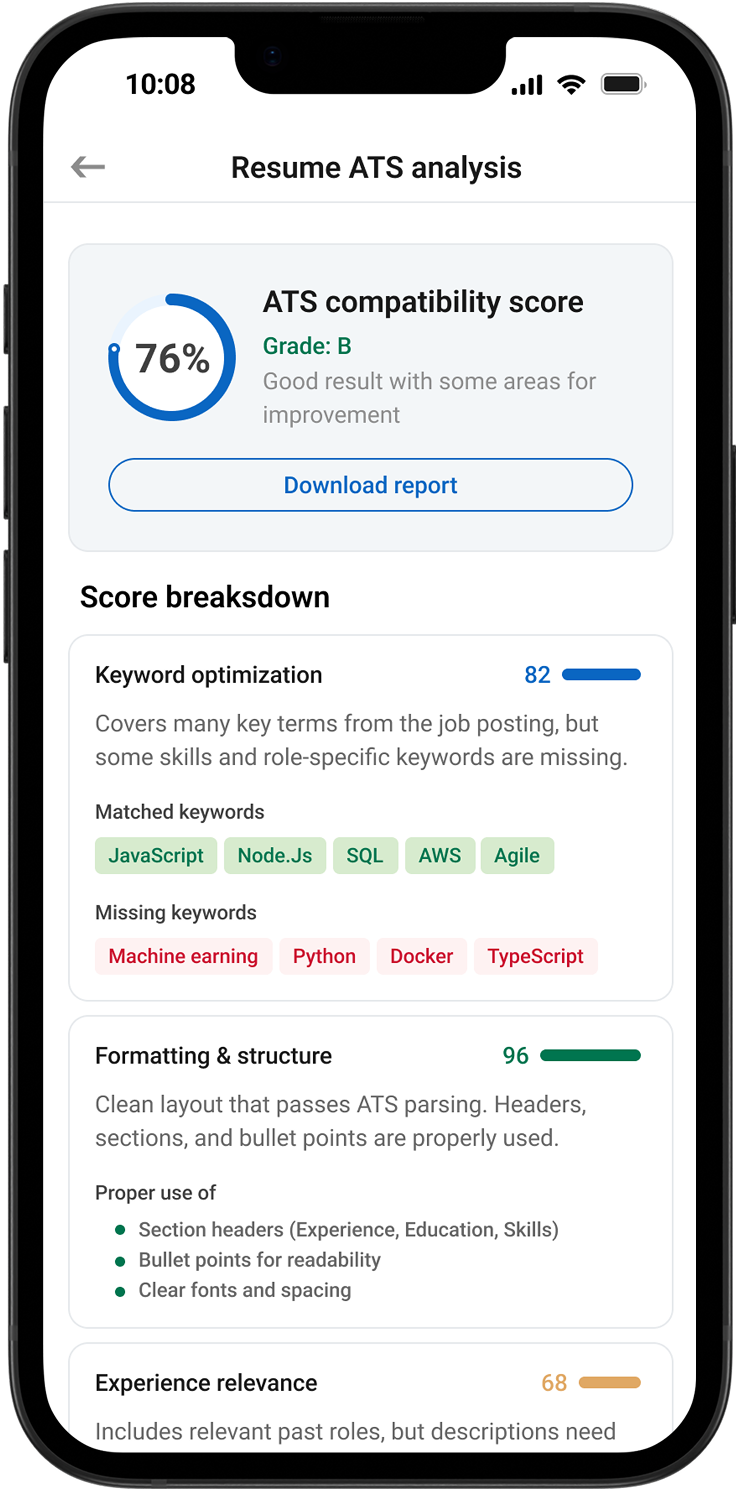 10:08
Resume ATS analysis
76%
ATS compatibility score
Grade: B
Good result with some areas for
improvement
Download report
Score breaksdown
Keyword optimization 82
Covers many key terms from the job posting, but
some skills and role-specific keywords are missing.
Matched keywords
JavaScript Node.Js SQL AWS Agile
Missing keywords
Machine earning Python Docker TypeScript
Formatting & structure 96
Clean layout that passes ATS parsing. Headers,
sections, and bullet points are properly used.
Proper use of
Section headers (Experience, Education, Skills)
Bullet points for readability
Clear fonts and spacing
Experience relevance 68
Includes relevant past roles, but descriptions need